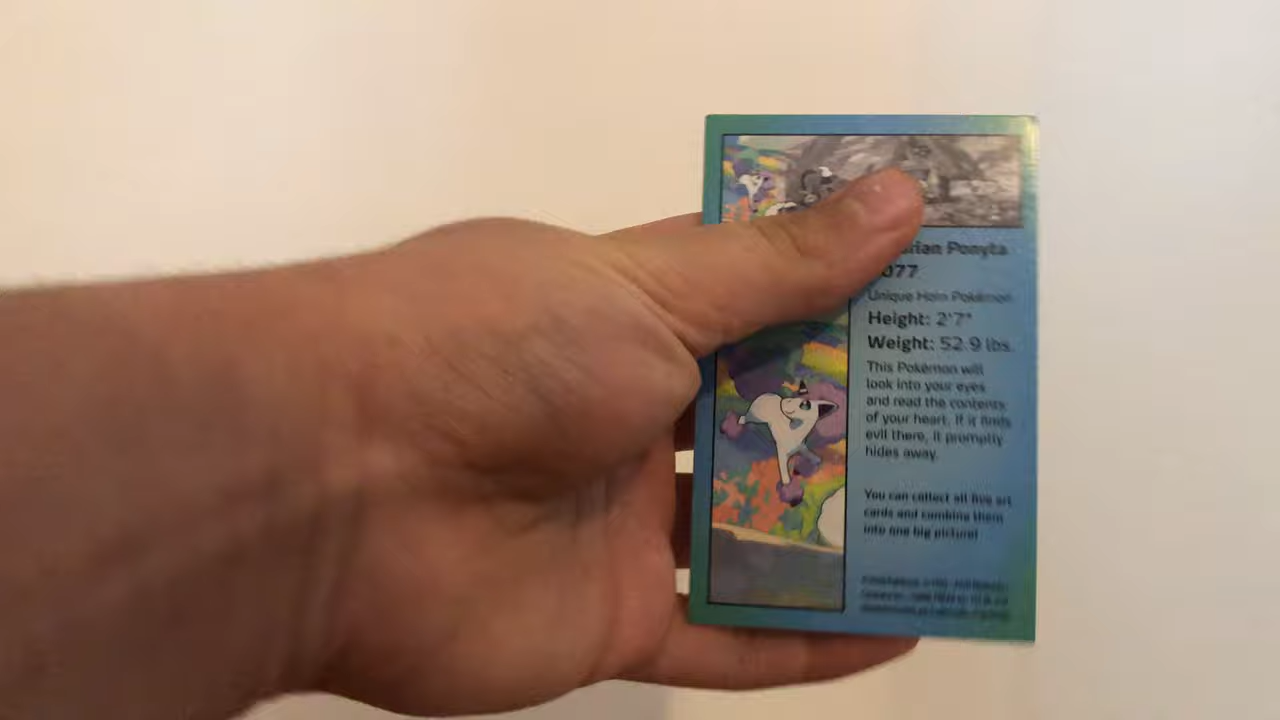 rian Ponyta
077
Unique Horn Pokémon
Height: 2'7"
Weight: 52.9 lbs.
This Pokémon will
look into your eyes
and read the contents
of your heart. If it finds
evil there, it promptly
hides away.
You can collect all five art
cards and combine them
into one big picture!